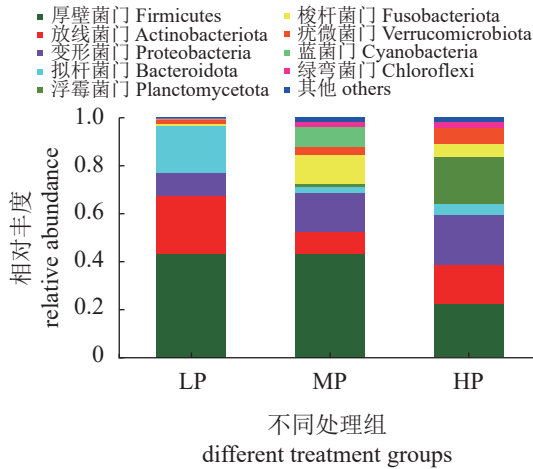 厚壁菌门 Firmicutes
放线菌门 Actinobacteriota
变形菌门 Proteobacteria
拟杆菌门 Bacteroidota
浮霉菌门 Planctomycetota
梭杆菌门 Fusobacteriota
疣微菌门 Verrucomicrobiota
蓝菌门 Cyanobacteria
绿弯菌门 Chloroflexi
其他 others
相对丰度
relative abundance
1.0
0.8
0.6
0.4
0.2
0
LP MP HP
不同处理组
different treatment groups